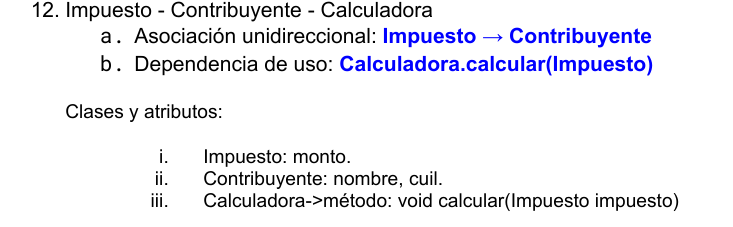 12. Impuesto - Contribuyente - Calculadora
a. Asociación unidireccional: Impuesto → Contribuyente
b. Dependencia de uso: Calculadora.calcular(Impuesto)
Clases y atributos:
i. Impuesto: monto.
ii. Contribuyente: nombre, cuil.
iii. Calculadora->método: void calcular(Impuesto impuesto)